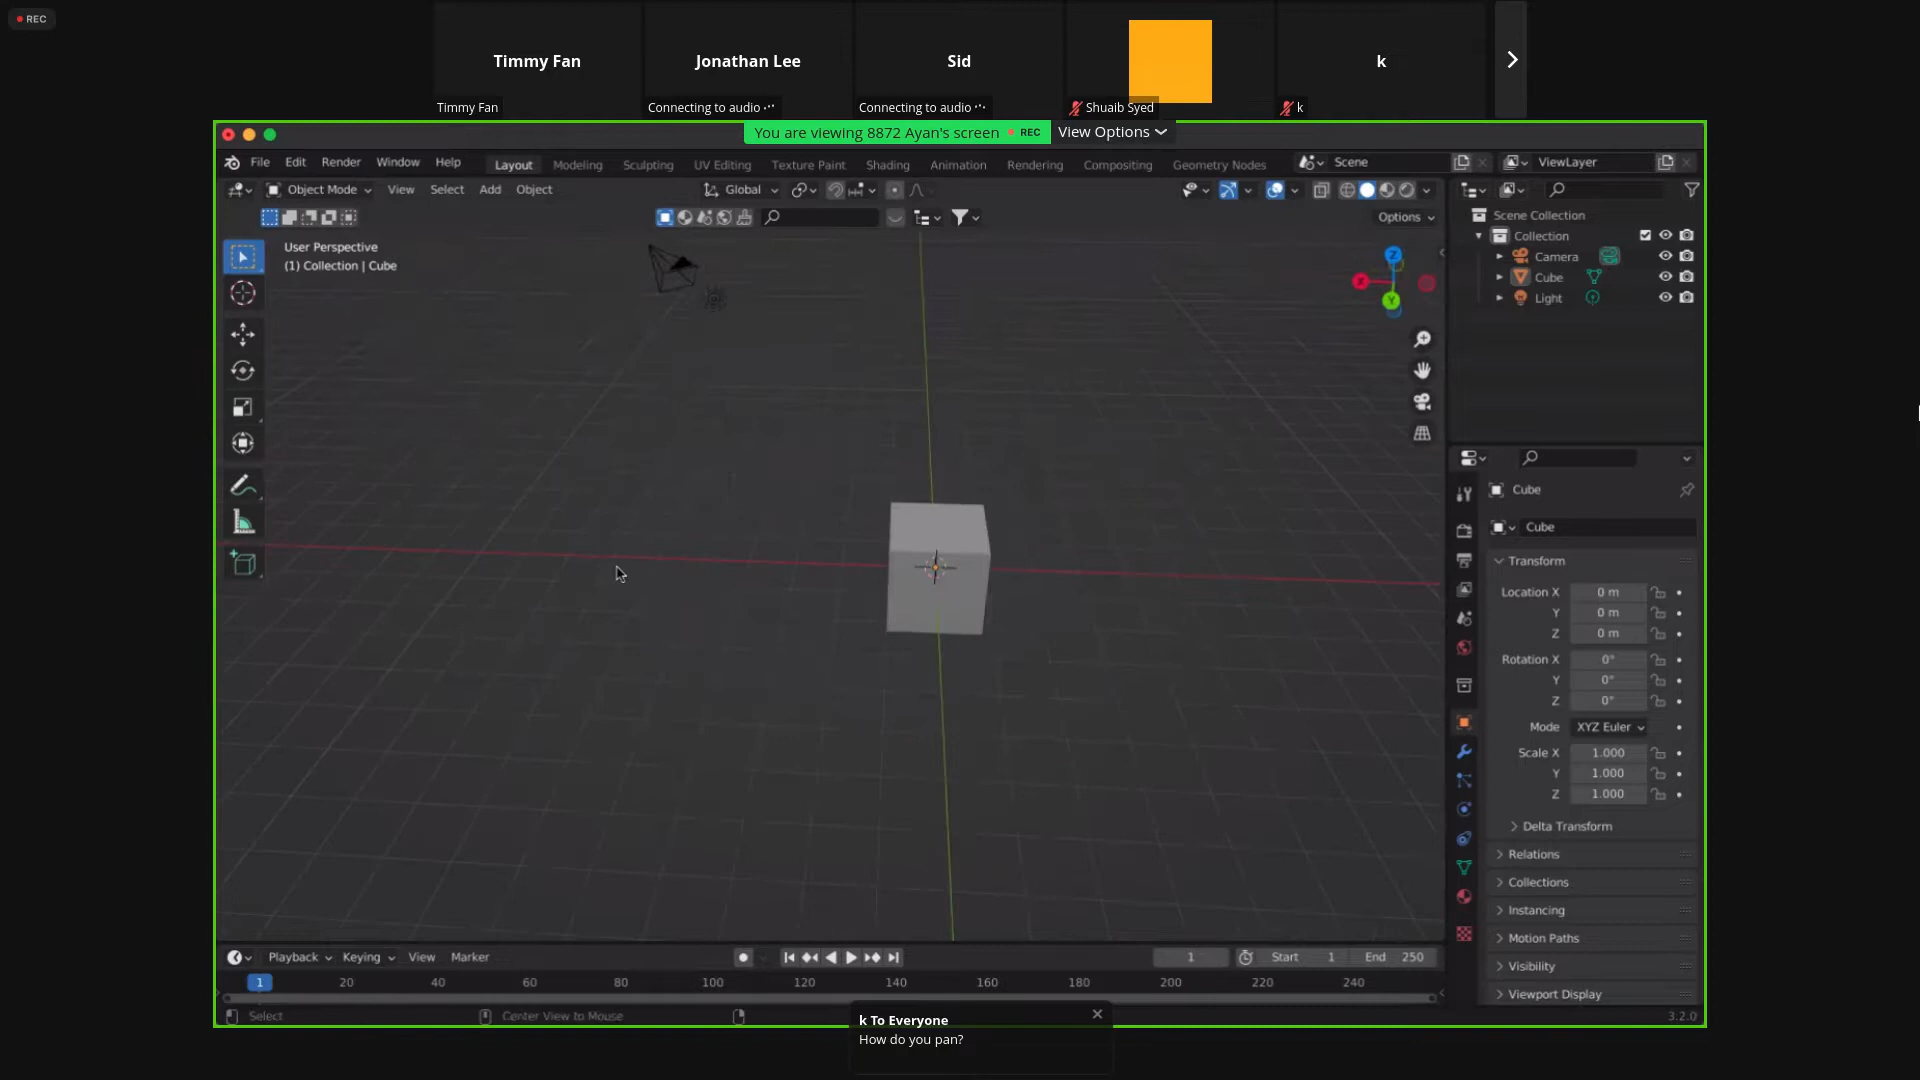 REC
Timmy Fan
Jonathan Lee
Sid
k
Timmy Fan
Connecting to audio ···
Connecting to audio ···
Shuaib Syed
k
You are viewing 8872 Ayan's screen REC View Options
File Edit Render Window Help
Layout Modeling Sculpting UV Editing Texture Paint Shading Animation Rendering Compositing Geometry Nodes
Scene
ViewLayer
Object Mode View Select Add Object
Global
Options
User Perspective
(1) Collection | Cube
Z
X
Y
Scene Collection
Collection
Camera
Cube
Light
Cube
Cube
Transform
Location X 0 m
Y 0 m
Z 0 m
Rotation X 0°
Y 0°
Z 0°
Mode XYZ Euler
Scale X 1.000
Y 1.000
Z 1.000
Delta Transform
Relations
Collections
Instancing
Motion Paths
Visibility
Viewport Display
Playback Keying View Marker
1 Start 1 End 250
1 20 40 60 80 100 120 140 160 180 200 220 240
Select Center View to Mouse
3.2.0
k To Everyone
How do you pan?